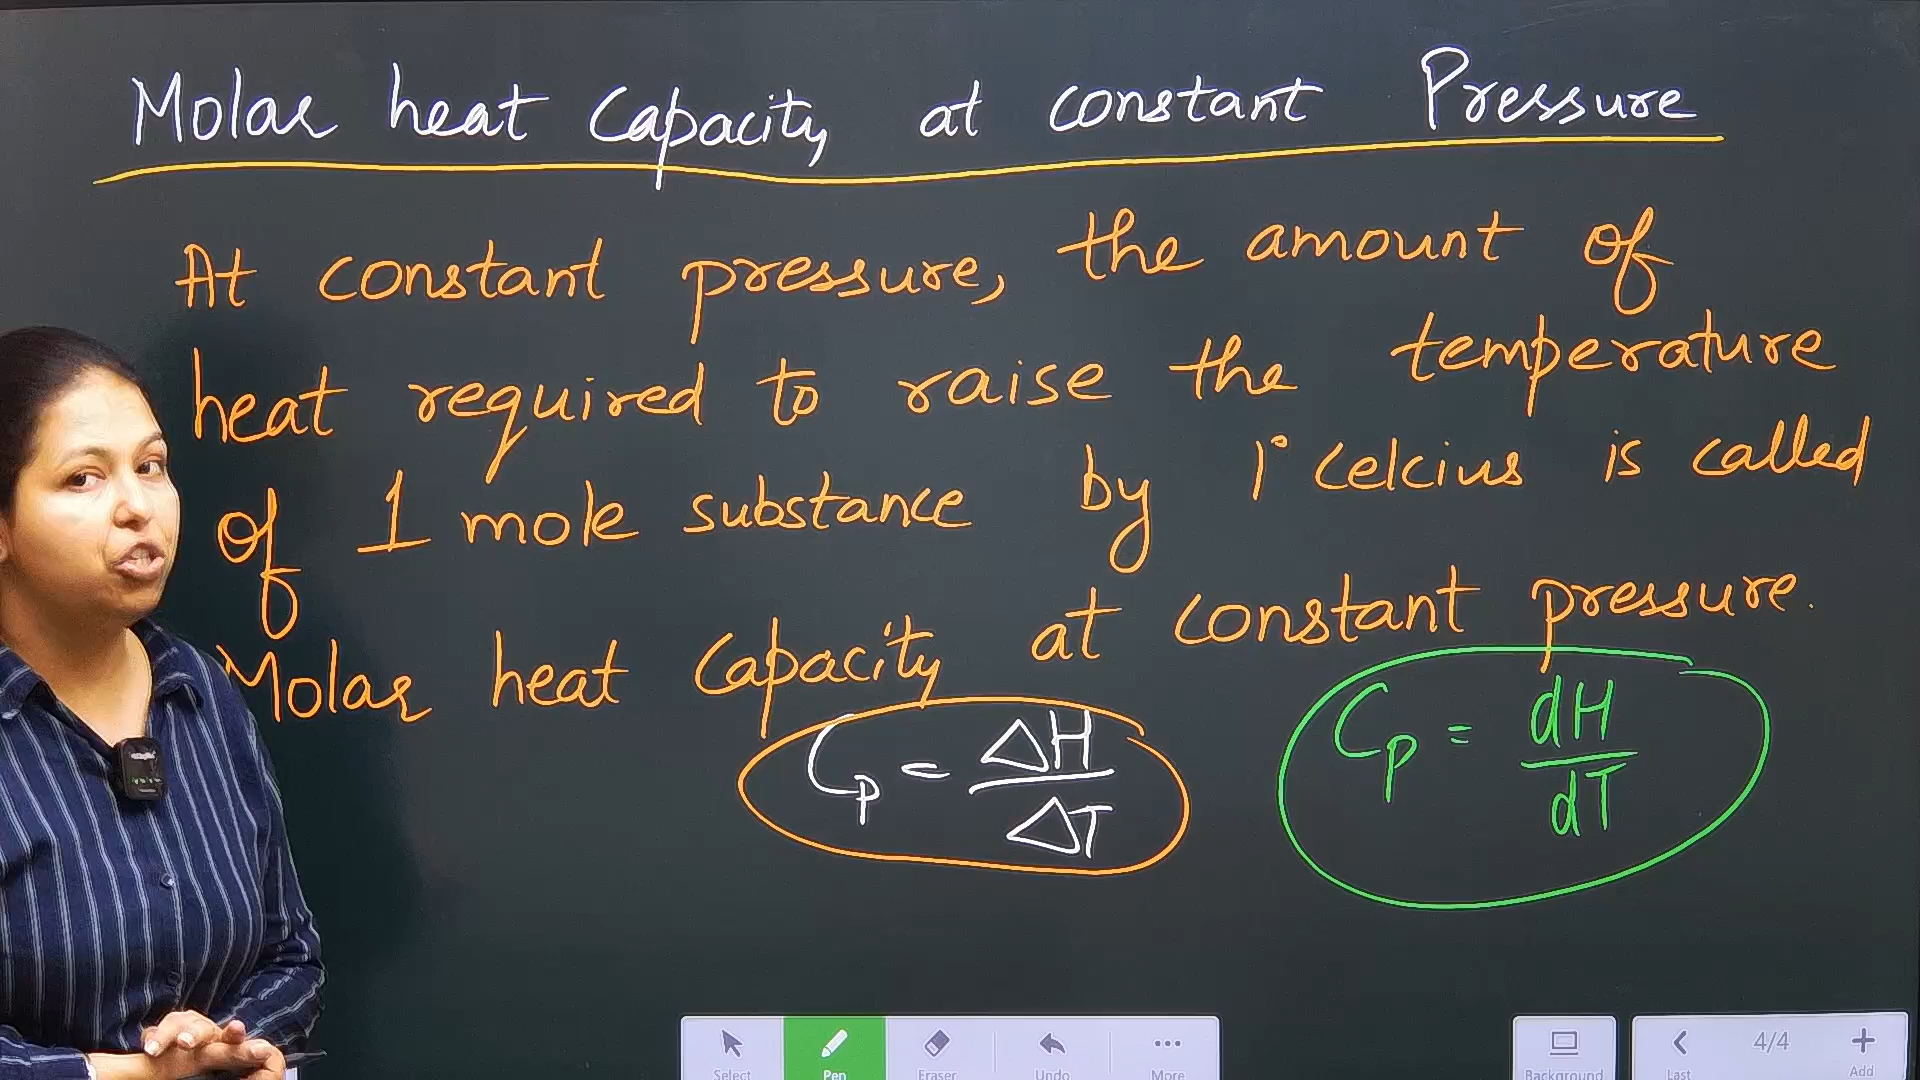 Molar heat Capacity at constant Pressure
At constant pressure, the amount of
heat required to raise the temperature
of 1 mole substance by 1° celcius is called
Molar heat Capacity at constant pressure.
Cp = ΔH/ΔT
Cp = dH/dT
Select
Pen
Eraser
Undo
More
Background
Last
4/4
Add